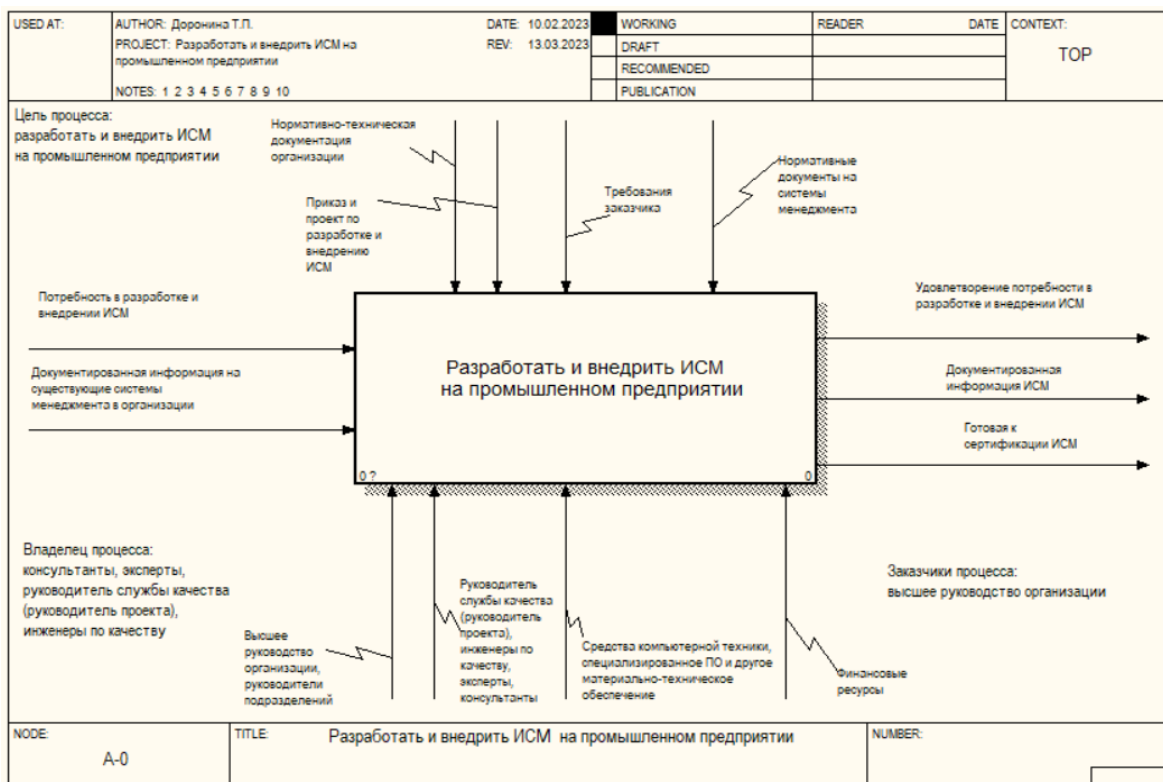 USED AT:
AUTHOR: Доронина Т.П.
DATE: 10.02.2023
PROJECT: Разработать и внедрить ИСМ на
промышленном предприятии
REV: 13.03.2023
NOTES: 1 2 3 4 5 6 7 8 9 10
WORKING
DRAFT
RECOMMENDED
PUBLICATION
READER
DATE
CONTEXT:
TOP
Цель процесса:
разработать и внедрить ИСМ
на промышленном предприятии
Нормативно-техническая
документация
организации
Приказ и
проект по
разработке и
внедрению
ИСМ
Требования
заказчика
Нормативные
документы на
системы
менеджмента
Потребность в разработке и
внедрении ИСМ
Документированная информация на
существующие системы
менеджмента в организации
Разработать и внедрить ИСМ
на промышленном предприятии
0 ?
0
Удовлетворение потребности в
разработке и внедрении ИСМ
Документированная
информация ИСМ
Готовая к
сертификации ИСМ
Владелец процесса:
консультанты, эксперты,
руководитель службы качества
(руководитель проекта),
инженеры по качеству
Высшее
руководство
организации,
руководители
подразделений
Руководитель
службы качества
(руководитель
проекта),
инженеры по
качеству,
эксперты,
консультанты
Средства компьютерной техники,
специализированное ПО и другое
материально-техническое
обеспечение
Финансовые
ресурсы
Заказчики процесса:
высшее руководство организации
NODE:
A-0
TITLE:
Разработать и внедрить ИСМ на промышленном предприятии
NUMBER: